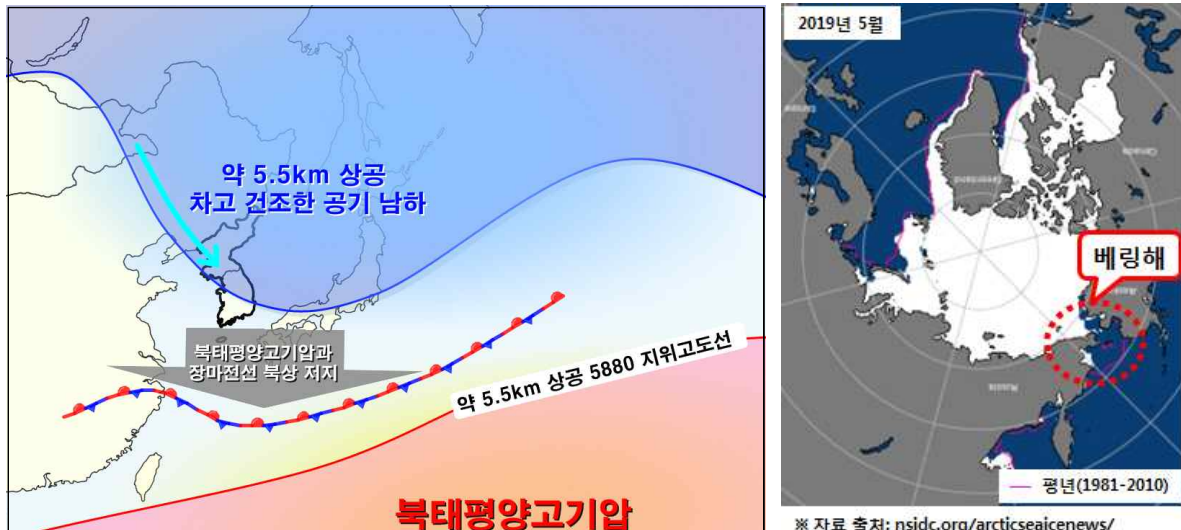 약 5.5km 상공
차고 건조한 공기 남하
북태평양고기압과
장마전선 북상 저지
약 5.5km 상공 5880 지위고도선
북태평양고기압
2019년 5월
Canada
Greenland
베링해
Russia
평년(1981-2010)
※ 자료 출처: nsidc.org/arcticseaicenews/